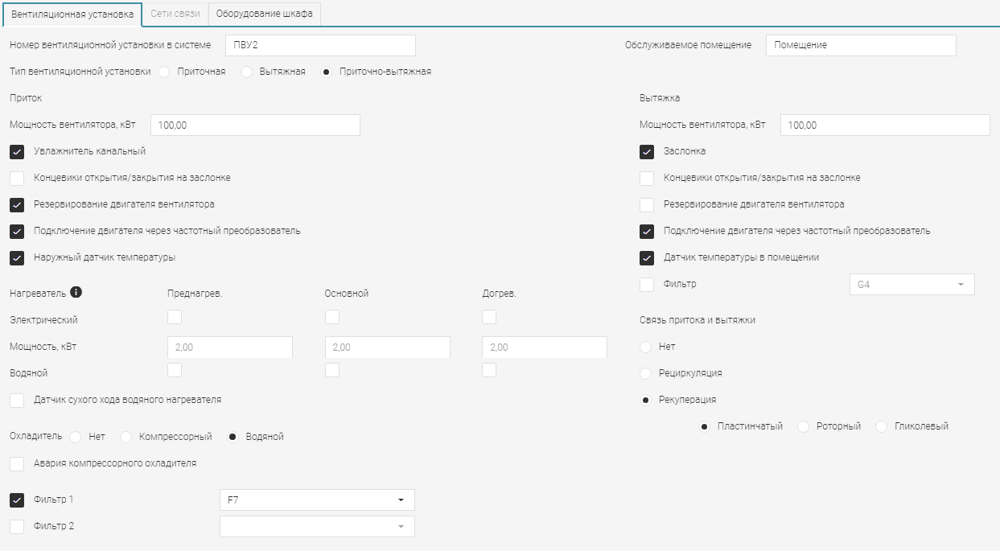 Вентиляционная установка Сети связи Оборудование шкафа
Номер вентиляционной установки в системе ПВУ2 Обслуживаемое помещение Помещение
Тип вентиляционной установки Приточная Вытяжная Приточно-вытяжная
Приток Вытяжка
Мощность вентилятора, кВт 100,00 Мощность вентилятора, кВт 100,00
Увлажнитель канальный Заслонка
Концевики открытия/закрытия на заслонке Концевики открытия/закрытия на заслонке
Резервирование двигателя вентилятора Резервирование двигателя вентилятора
Подключение двигателя через частотный преобразователь Подключение двигателя через частотный преобразователь
Наружный датчик температуры Датчик температуры в помещении
Фильтр G4
Нагреватель i Преднагрев. Основной Догрев.
Электрический Связь притока и вытяжки
Мощность, кВт 2,00 2,00 2,00 Нет
Водяной Рециркуляция
Датчик сухого хода водяного нагревателя Рекуперация
Пластинчатый Роторный Гликолевый
Охладитель Нет Компрессорный Водяной
Авария компрессорного охладителя
Фильтр 1 F7
Фильтр 2